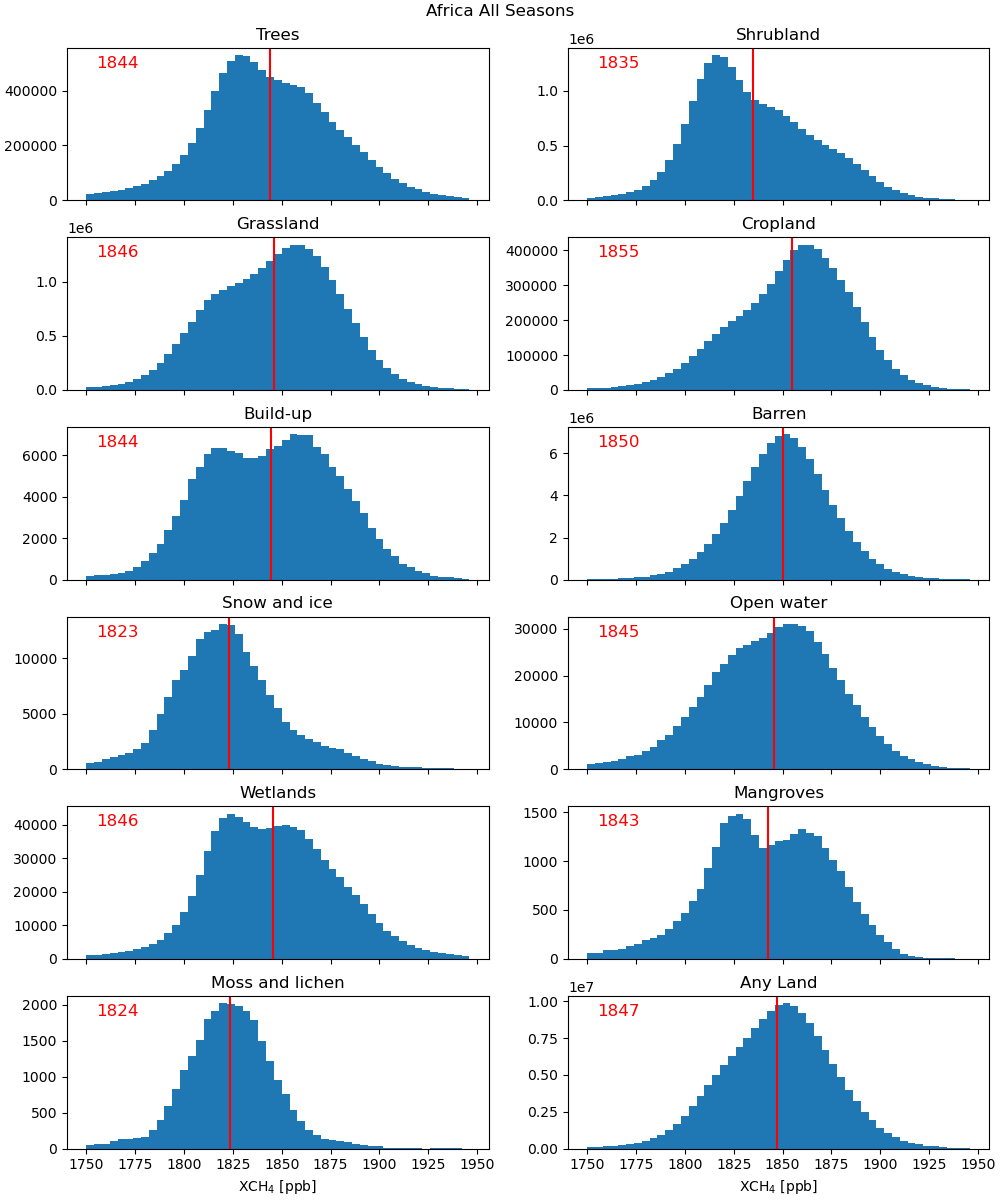 Africa All Seasons
Trees
1844
400000
200000
0
Shrubland
1e6
1835
1.0
0.5
0.0
Grassland
1e6
1846
1.0
0.5
0.0
Cropland
1855
400000
300000
200000
100000
0
Build-up
1844
6000
4000
2000
0
Barren
1e6
1850
6
4
2
0
Snow and ice
1823
10000
5000
0
Open water
1845
30000
20000
10000
0
Wetlands
1846
40000
30000
20000
10000
0
Mangroves
1843
1500
1000
500
0
Moss and lichen
1824
2000
1500
1000
500
0
1750 1775 1800 1825 1850 1875 1900 1925 1950
XCH₄ [ppb]
Any Land
1e7
1847
1.00
0.75
0.50
0.25
0.00
1750 1775 1800 1825 1850 1875 1900 1925 1950
XCH₄ [ppb]